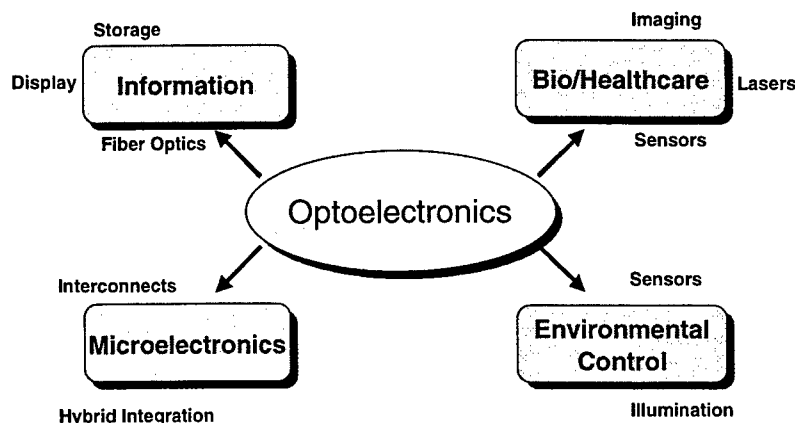 Storage
Imaging
Display
Information
Bio/Healthcare
Lasers
Fiber Optics
Sensors
Optoelectronics
Interconnects
Sensors
Microelectronics
Environmental
Control
Hybrid Integration
Illumination